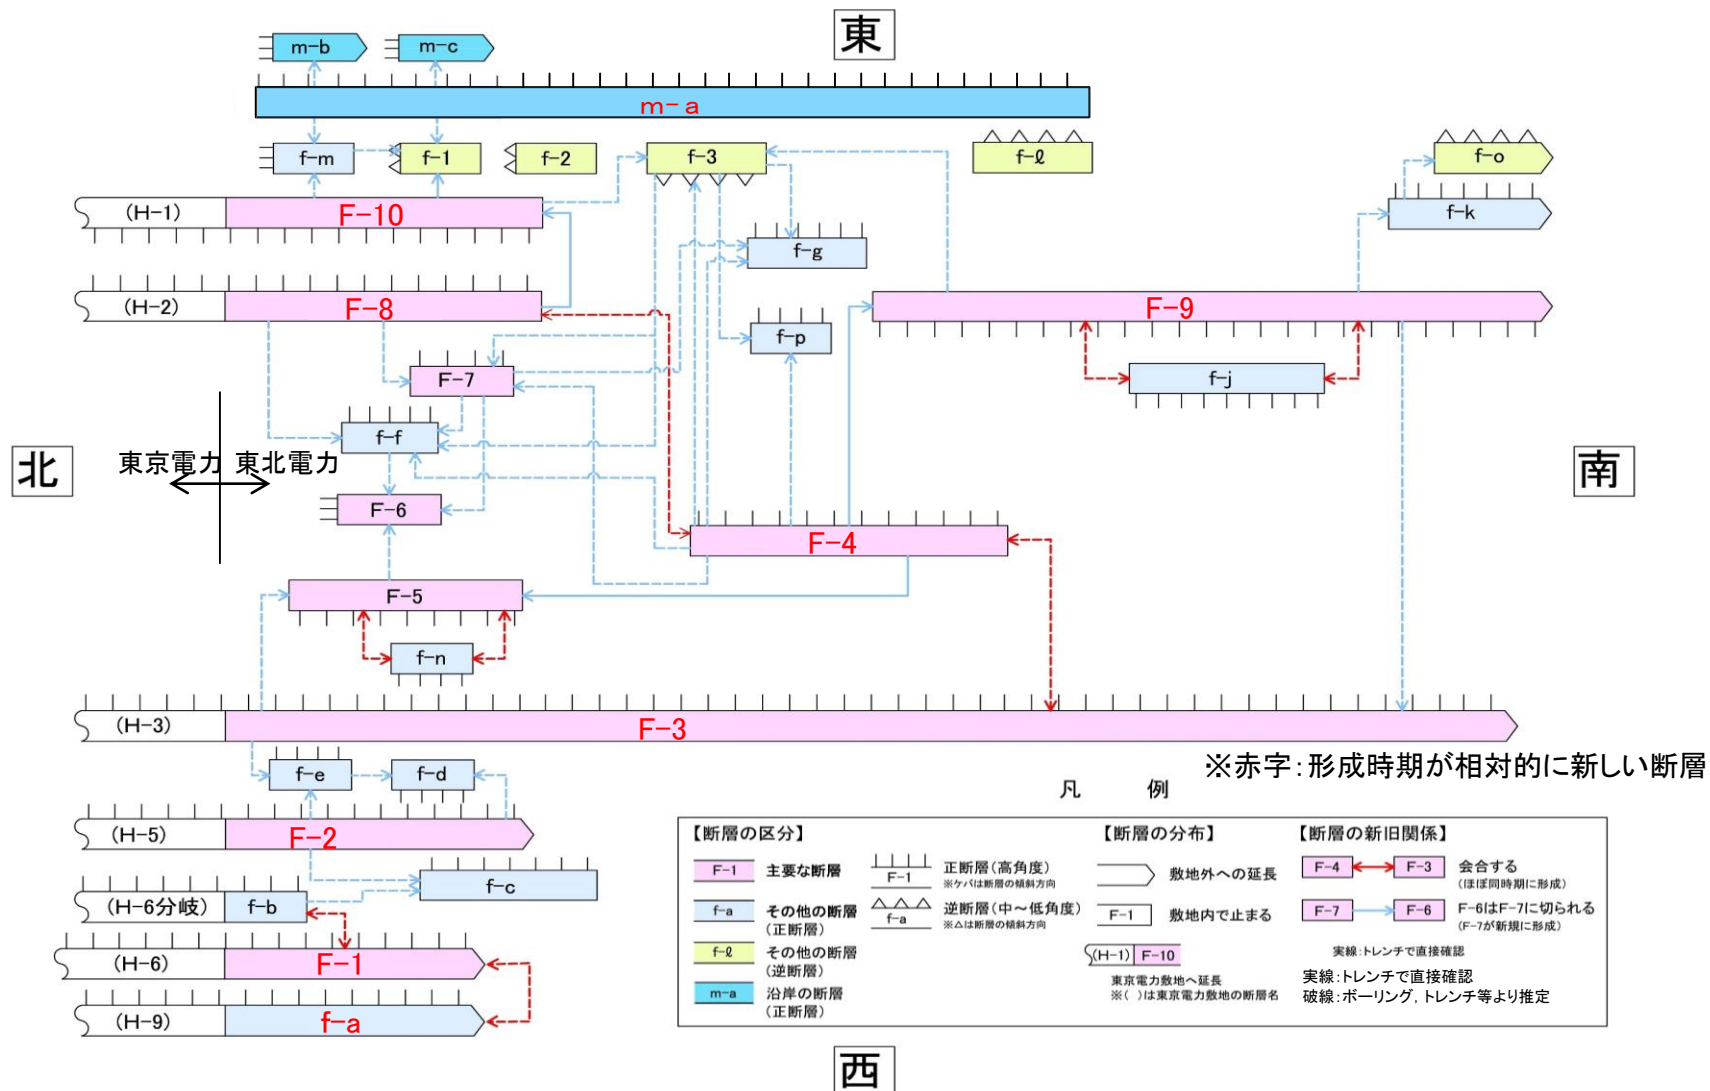 東
m-b
m-c
m-a
f-m
f-1
f-2
f-3
f-ℓ
f-o
(H-1)
F-10
f-k
f-g
(H-2)
F-8
F-9
f-p
F-7
f-j
f-f
北
東京電力 東北電力
南
F-6
F-4
F-5
f-n
(H-3)
F-3
f-e
f-d
※赤字：形成時期が相対的に新しい断層
(H-5)
F-2
f-c
(H-6分岐)
f-b
(H-6)
F-1
(H-9)
f-a
凡 例
【断層の区分】
F-1 主要な断層
f-a その他の断層
(正断層)
f-ℓ その他の断層
(逆断層)
m-a 沿岸の断層
(正断層)
F-1 正断層(高角度)
※ケバは断層の傾斜方向
f-a 逆断層(中～低角度)
※△は断層の傾斜方向
【断層の分布】
敷地外への延長
F-1 敷地内で止まる
(H-1) F-10
東京電力敷地へ延長
※( )は東京電力敷地の断層名
【断層の新旧関係】
F-4 F-3 会合する
(ほぼ同時期に形成)
F-7 F-6 F-6はF-7に切られる
(F-7が新規に形成)
実線：トレンチで直接確認
実線：トレンチで直接確認
破線：ボーリング, トレンチ等より推定
西